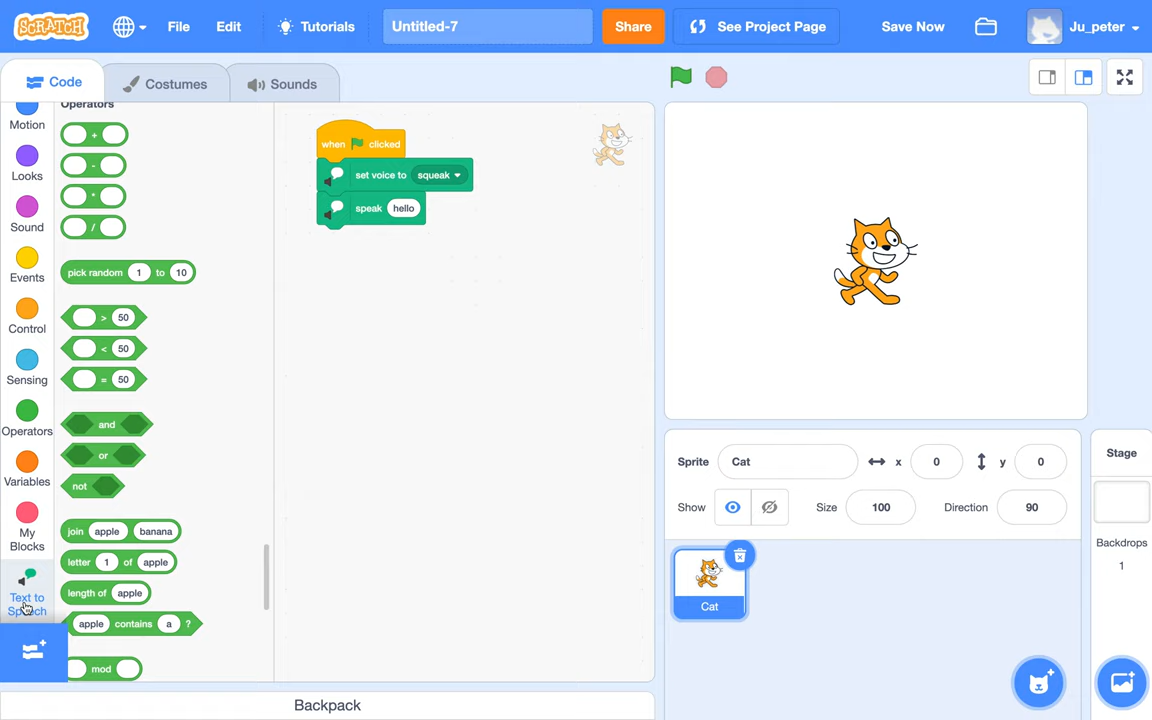 SCRATCH File Edit Tutorials Untitled-7 Share See Project Page Save Now Ju_peter
Code Costumes Sounds
Motion
Looks
Sound
Events
Control
Sensing
Operators
Variables
My
Blocks
Text to
Speech
Operators
+
-
*
/
pick random 1 to 10
> 50
< 50
= 50
and
or
not
join apple banana
letter 1 of apple
length of apple
apple contains a ?
mod
when clicked
set voice to squeak
speak hello
Sprite Cat x 0 y 0
Show Size 100 Direction 90
Cat
Stage
Backdrops
1
Backpack